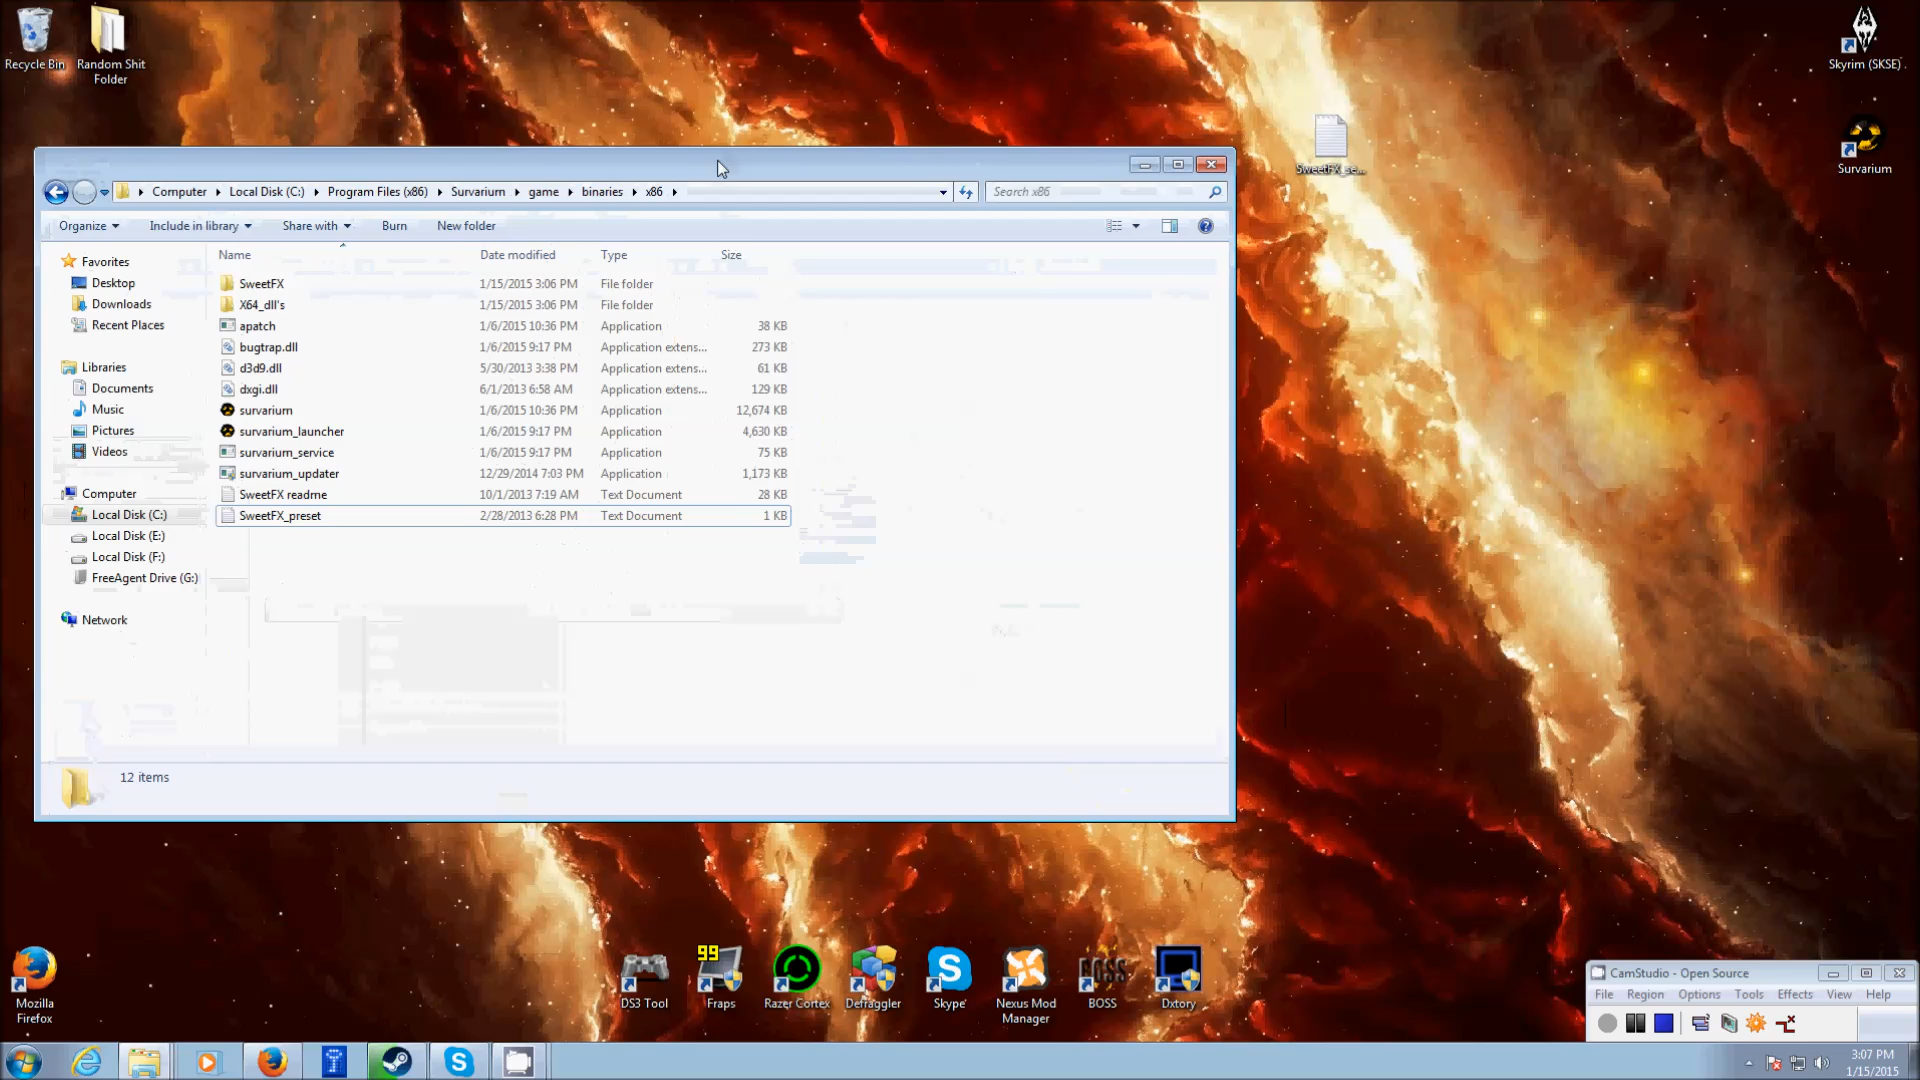 Recycle Bin
Random Shit
Folder
Skyrim (SKSE)
SweetFX_se...
Survarium
Computer
Local Disk (C:)
Program Files (x86)
Survarium
game
binaries
x86
Search x86
Organize
Include in library
Share with
Burn
New folder
Name
Date modified
Type
Size
Favorites
Desktop
Downloads
Recent Places
Libraries
Documents
Music
Pictures
Videos
Computer
Local Disk (C:)
Local Disk (E:)
Local Disk (F:)
FreeAgent Drive (G:)
Network
SweetFX 1/15/2015 3:06 PM File folder
X64_dll's 1/15/2015 3:06 PM File folder
apatch 1/6/2015 10:36 PM Application 38 KB
bugtrap.dll 1/6/2015 9:17 PM Application extens... 273 KB
d3d9.dll 5/30/2013 3:38 PM Application extens... 61 KB
dxgi.dll 6/1/2013 6:58 AM Application extens... 129 KB
survarium 1/6/2015 10:36 PM Application 12,674 KB
survarium_launcher 1/6/2015 9:17 PM Application 4,630 KB
survarium_service 1/6/2015 9:17 PM Application 75 KB
survarium_updater 12/29/2014 7:03 PM Application 1,173 KB
SweetFX readme 10/1/2013 7:19 AM Text Document 28 KB
SweetFX_preset 2/28/2013 6:28 PM Text Document 1 KB
12 items
Mozilla
Firefox
DS3 Tool
99
Fraps
Razer Cortex
Defraggler
Skype
Nexus Mod
Manager
BOSS
BOSS
Dxtory
CamStudio - Open Source
File Region Options Tools Effects View Help
3:07 PM
1/15/2015